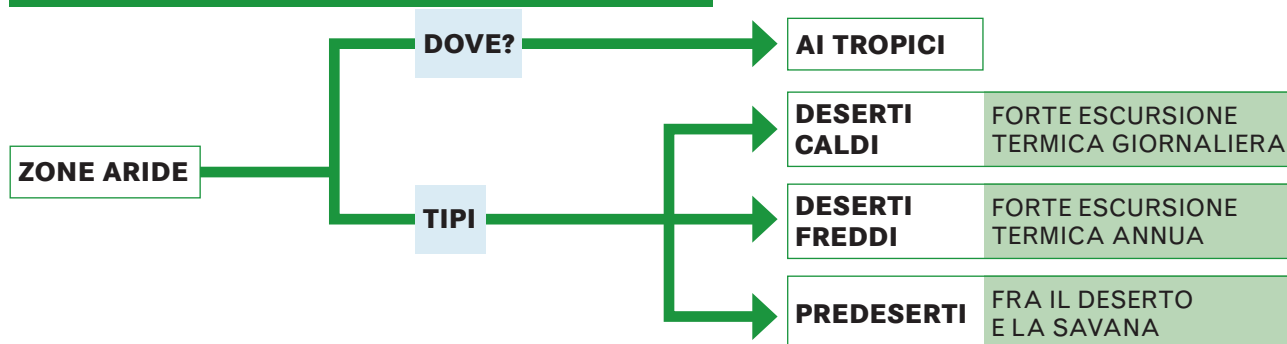 DOVE?
AI TROPICI
ZONE ARIDE
TIPI
DESERTI
CALDI
FORTE ESCURSIONE
TERMICA GIORNALIERA
DESERTI
FREDDI
FORTE ESCURSIONE
TERMICA ANNUA
PREDESERTI
FRA IL DESERTO
E LA SAVANA